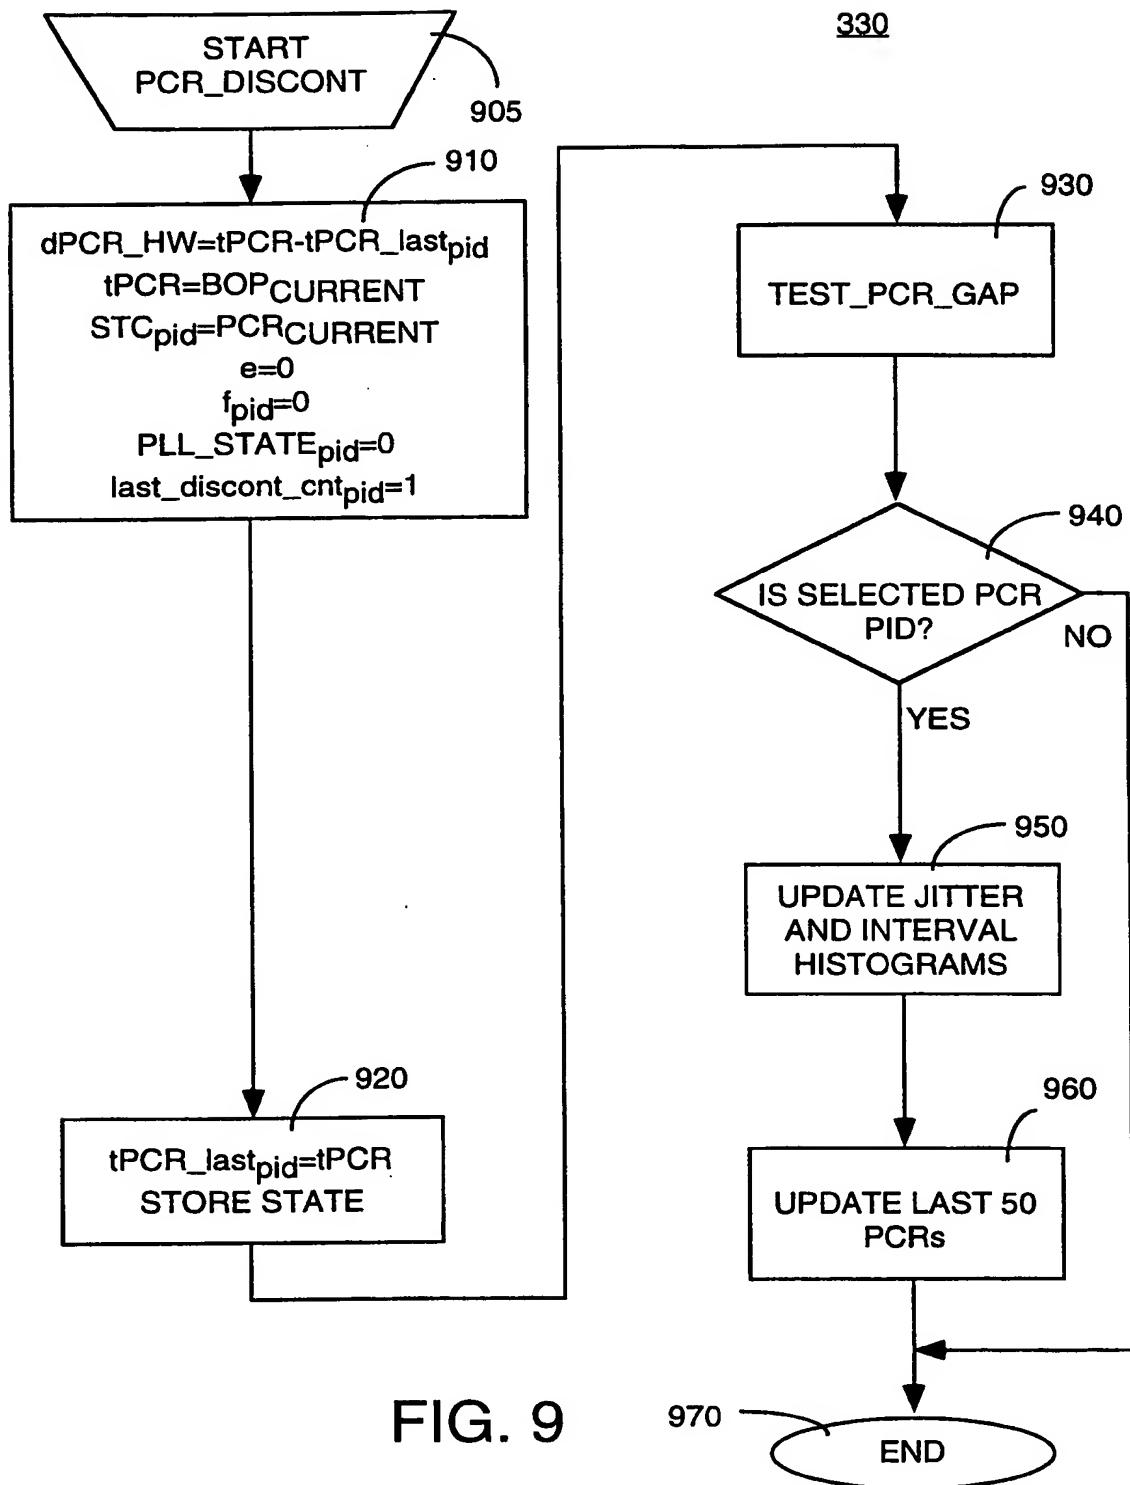 330
START
PCR_DISCONT
905
910
dPCR_HW=tPCR-tPCR_lastpid
tPCR=BOPCURRENT
STCpid=PCRCURRENT
e=0
fpid=0
PLL_STATEpid=0
last_discont_cntpid=1
920
tPCR_lastpid=tPCR
STORE STATE
930
TEST_PCR_GAP
940
IS SELECTED PCR
PID?
NO
YES
950
UPDATE JITTER
AND INTERVAL
HISTOGRAMS
960
UPDATE LAST 50
PCRs
970
END
FIG. 9